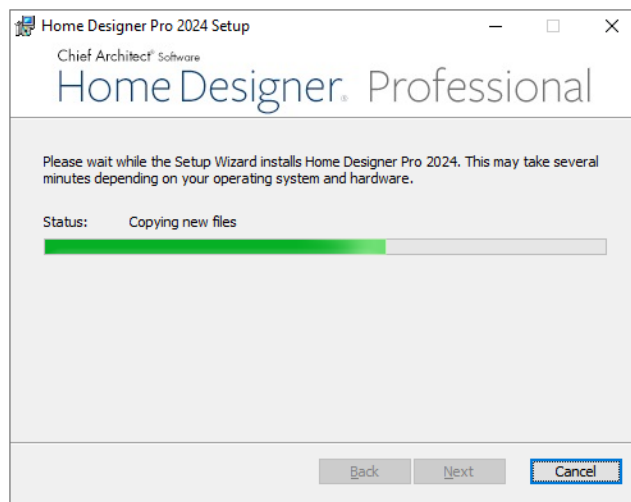 Home Designer Pro 2024 Setup
Chief Architect® Software
Home Designer® Professional
Please wait while the Setup Wizard installs Home Designer Pro 2024. This may take several
minutes depending on your operating system and hardware.
Status: Copying new files
Back Next Cancel